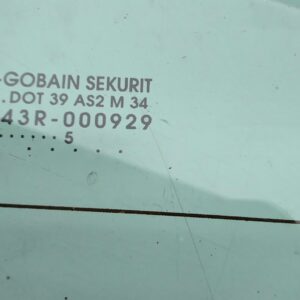 -GOBAIN SEKURIT
. DOT 39 AS2 M 34
43R-000929
.......5